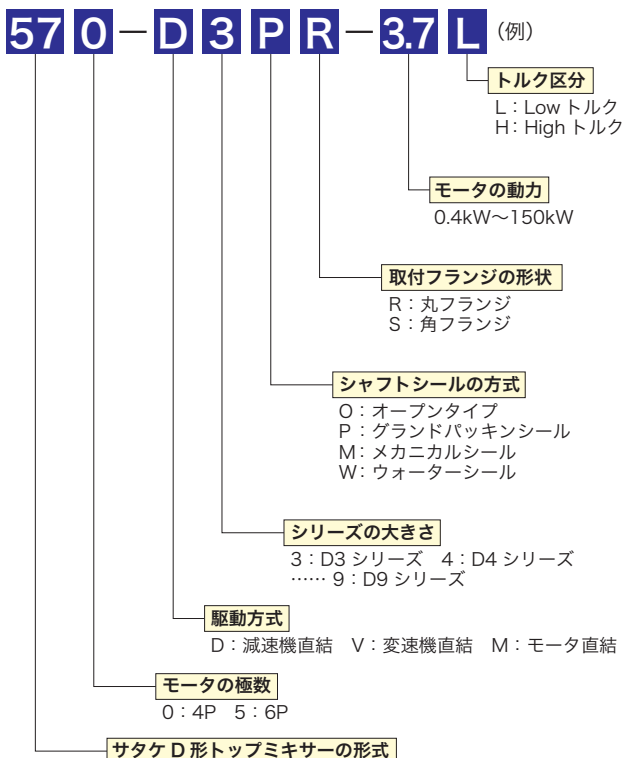 570-D3PR-3.7L (例)
トルク区分
L:Low トルク
H:High トルク
モータの動力
0.4kW〜150kW
取付フランジの形状
R:丸フランジ
S:角フランジ
シャフトシールの方式
O:オープンタイプ
P:グランドパッキンシール
M:メカニカルシール
W:ウォーターシール
シリーズの大きさ
3:D3 シリーズ 4:D4 シリーズ
…… 9:D9 シリーズ
駆動方式
D:減速機直結 V:変速機直結 M:モータ直結
モータの極数
0:4P 5:6P
サタケ D 形トップミキサーの形式